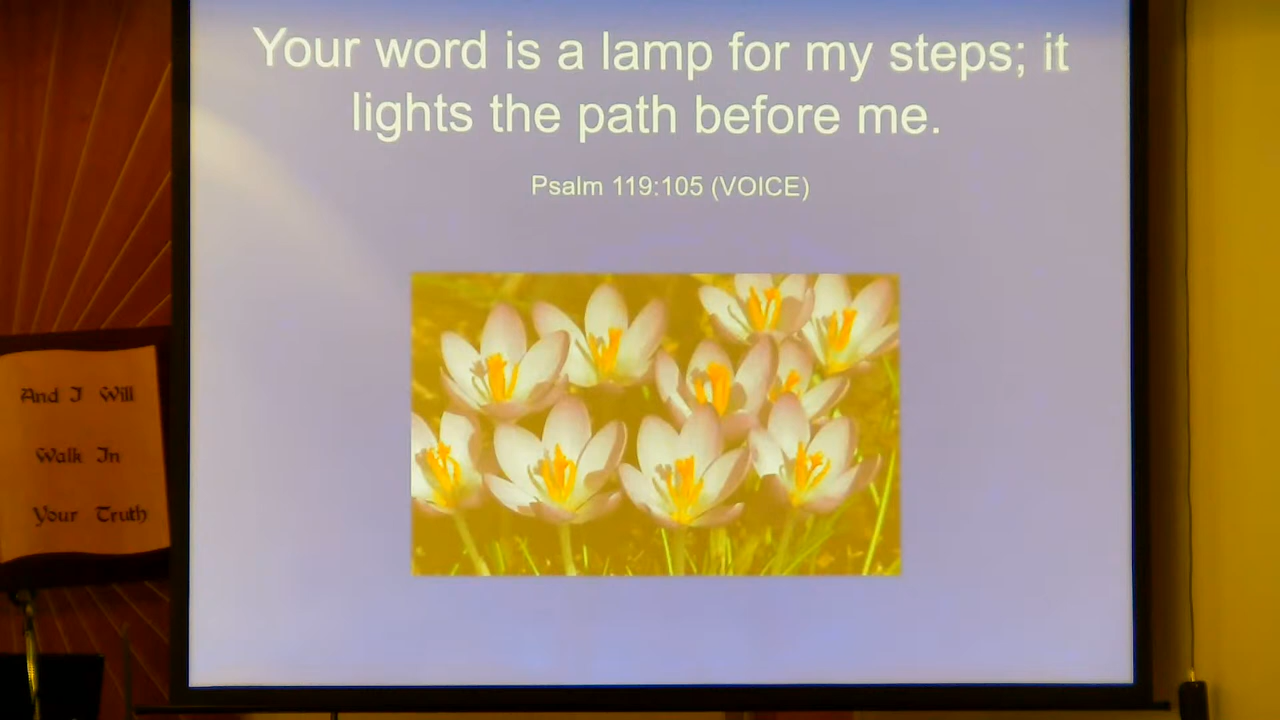 Your word is a lamp for my steps; it
lights the path before me.
Psalm 119:105 (VOICE)
And I Will
Walk In
Your Truth